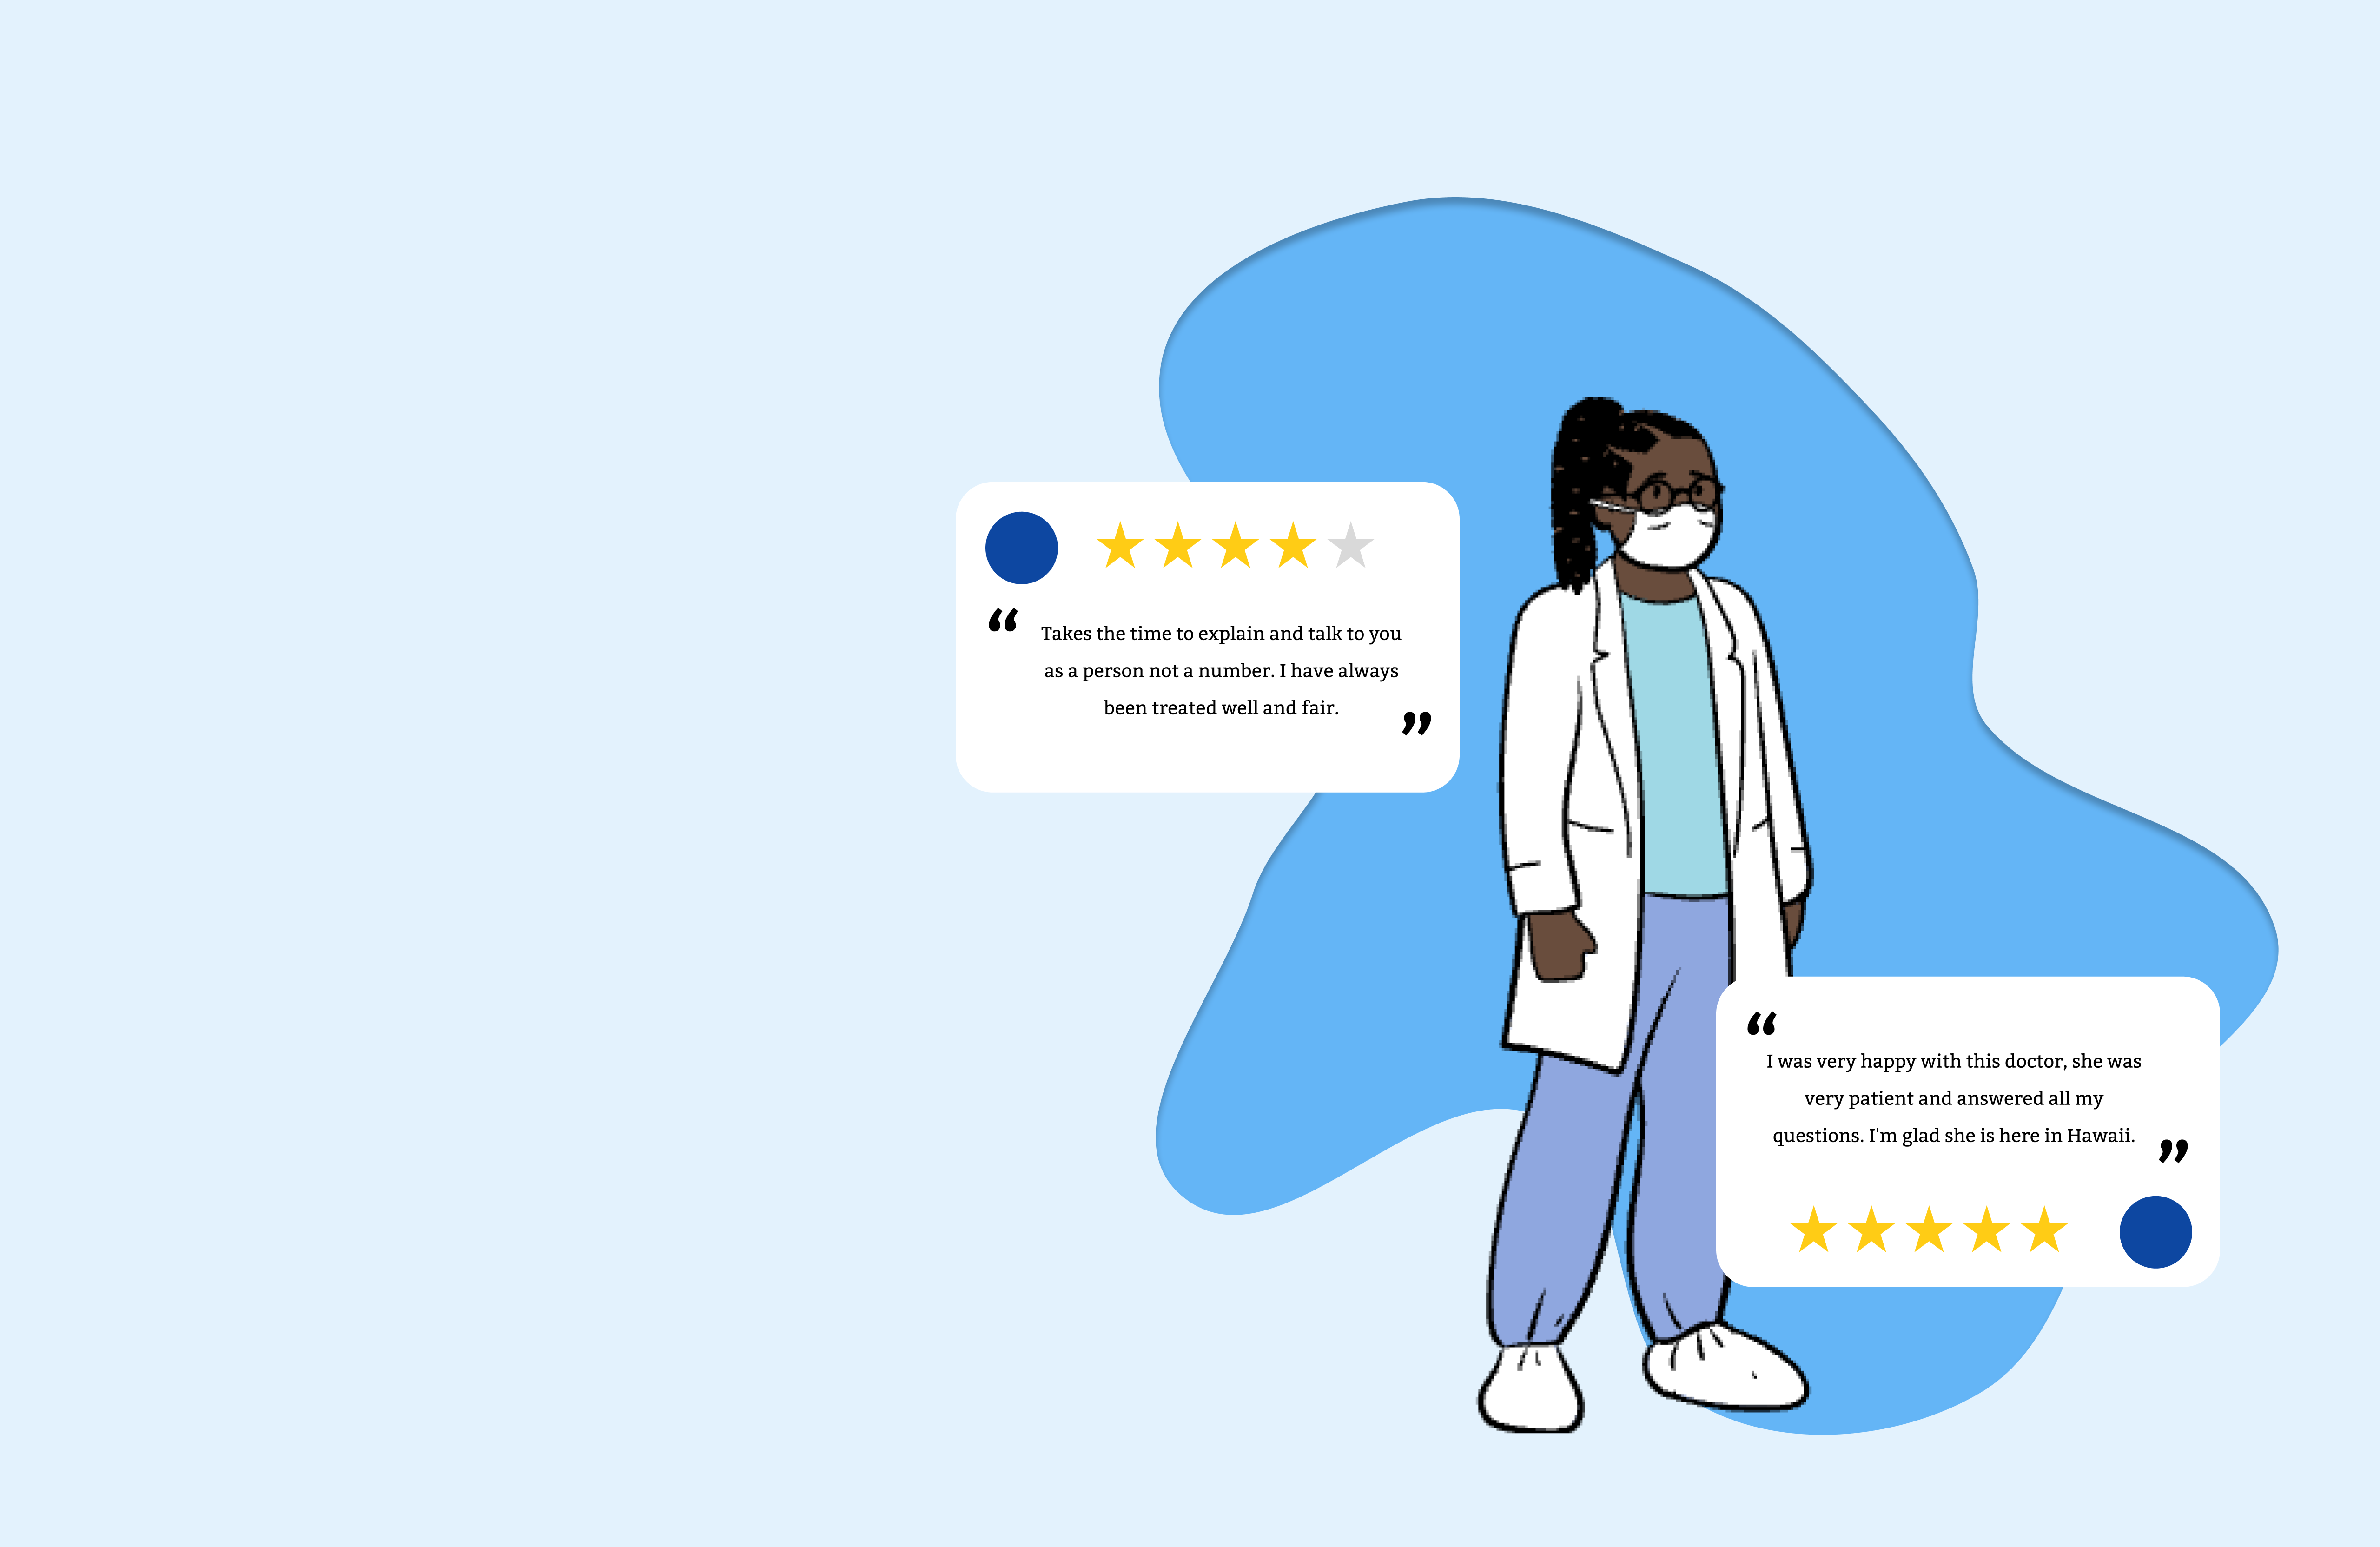 “ Takes the time to explain and talk to you
as a person not a number. I have always
been treated well and fair. ”
“
I was very happy with this doctor, she was
very patient and answered all my
questions. I'm glad she is here in Hawaii. ”